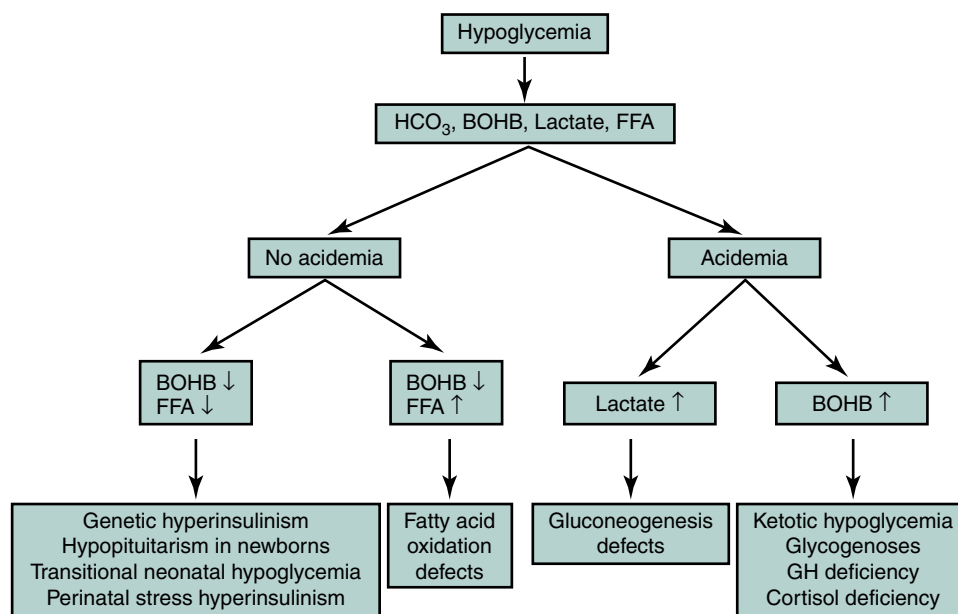 Hypoglycemia
HCO₃, BOHB, Lactate, FFA
No acidemia
Acidemia
BOHB ↓
FFA ↓
BOHB ↓
FFA ↑
Lactate ↑
BOHB ↑
Genetic hyperinsulinism
Hypopituitarism in newborns
Transitional neonatal hypoglycemia
Perinatal stress hyperinsulinism
Fatty acid
oxidation
defects
Gluconeogenesis
defects
Ketotic hypoglycemia
Glycogenoses
GH deficiency
Cortisol deficiency